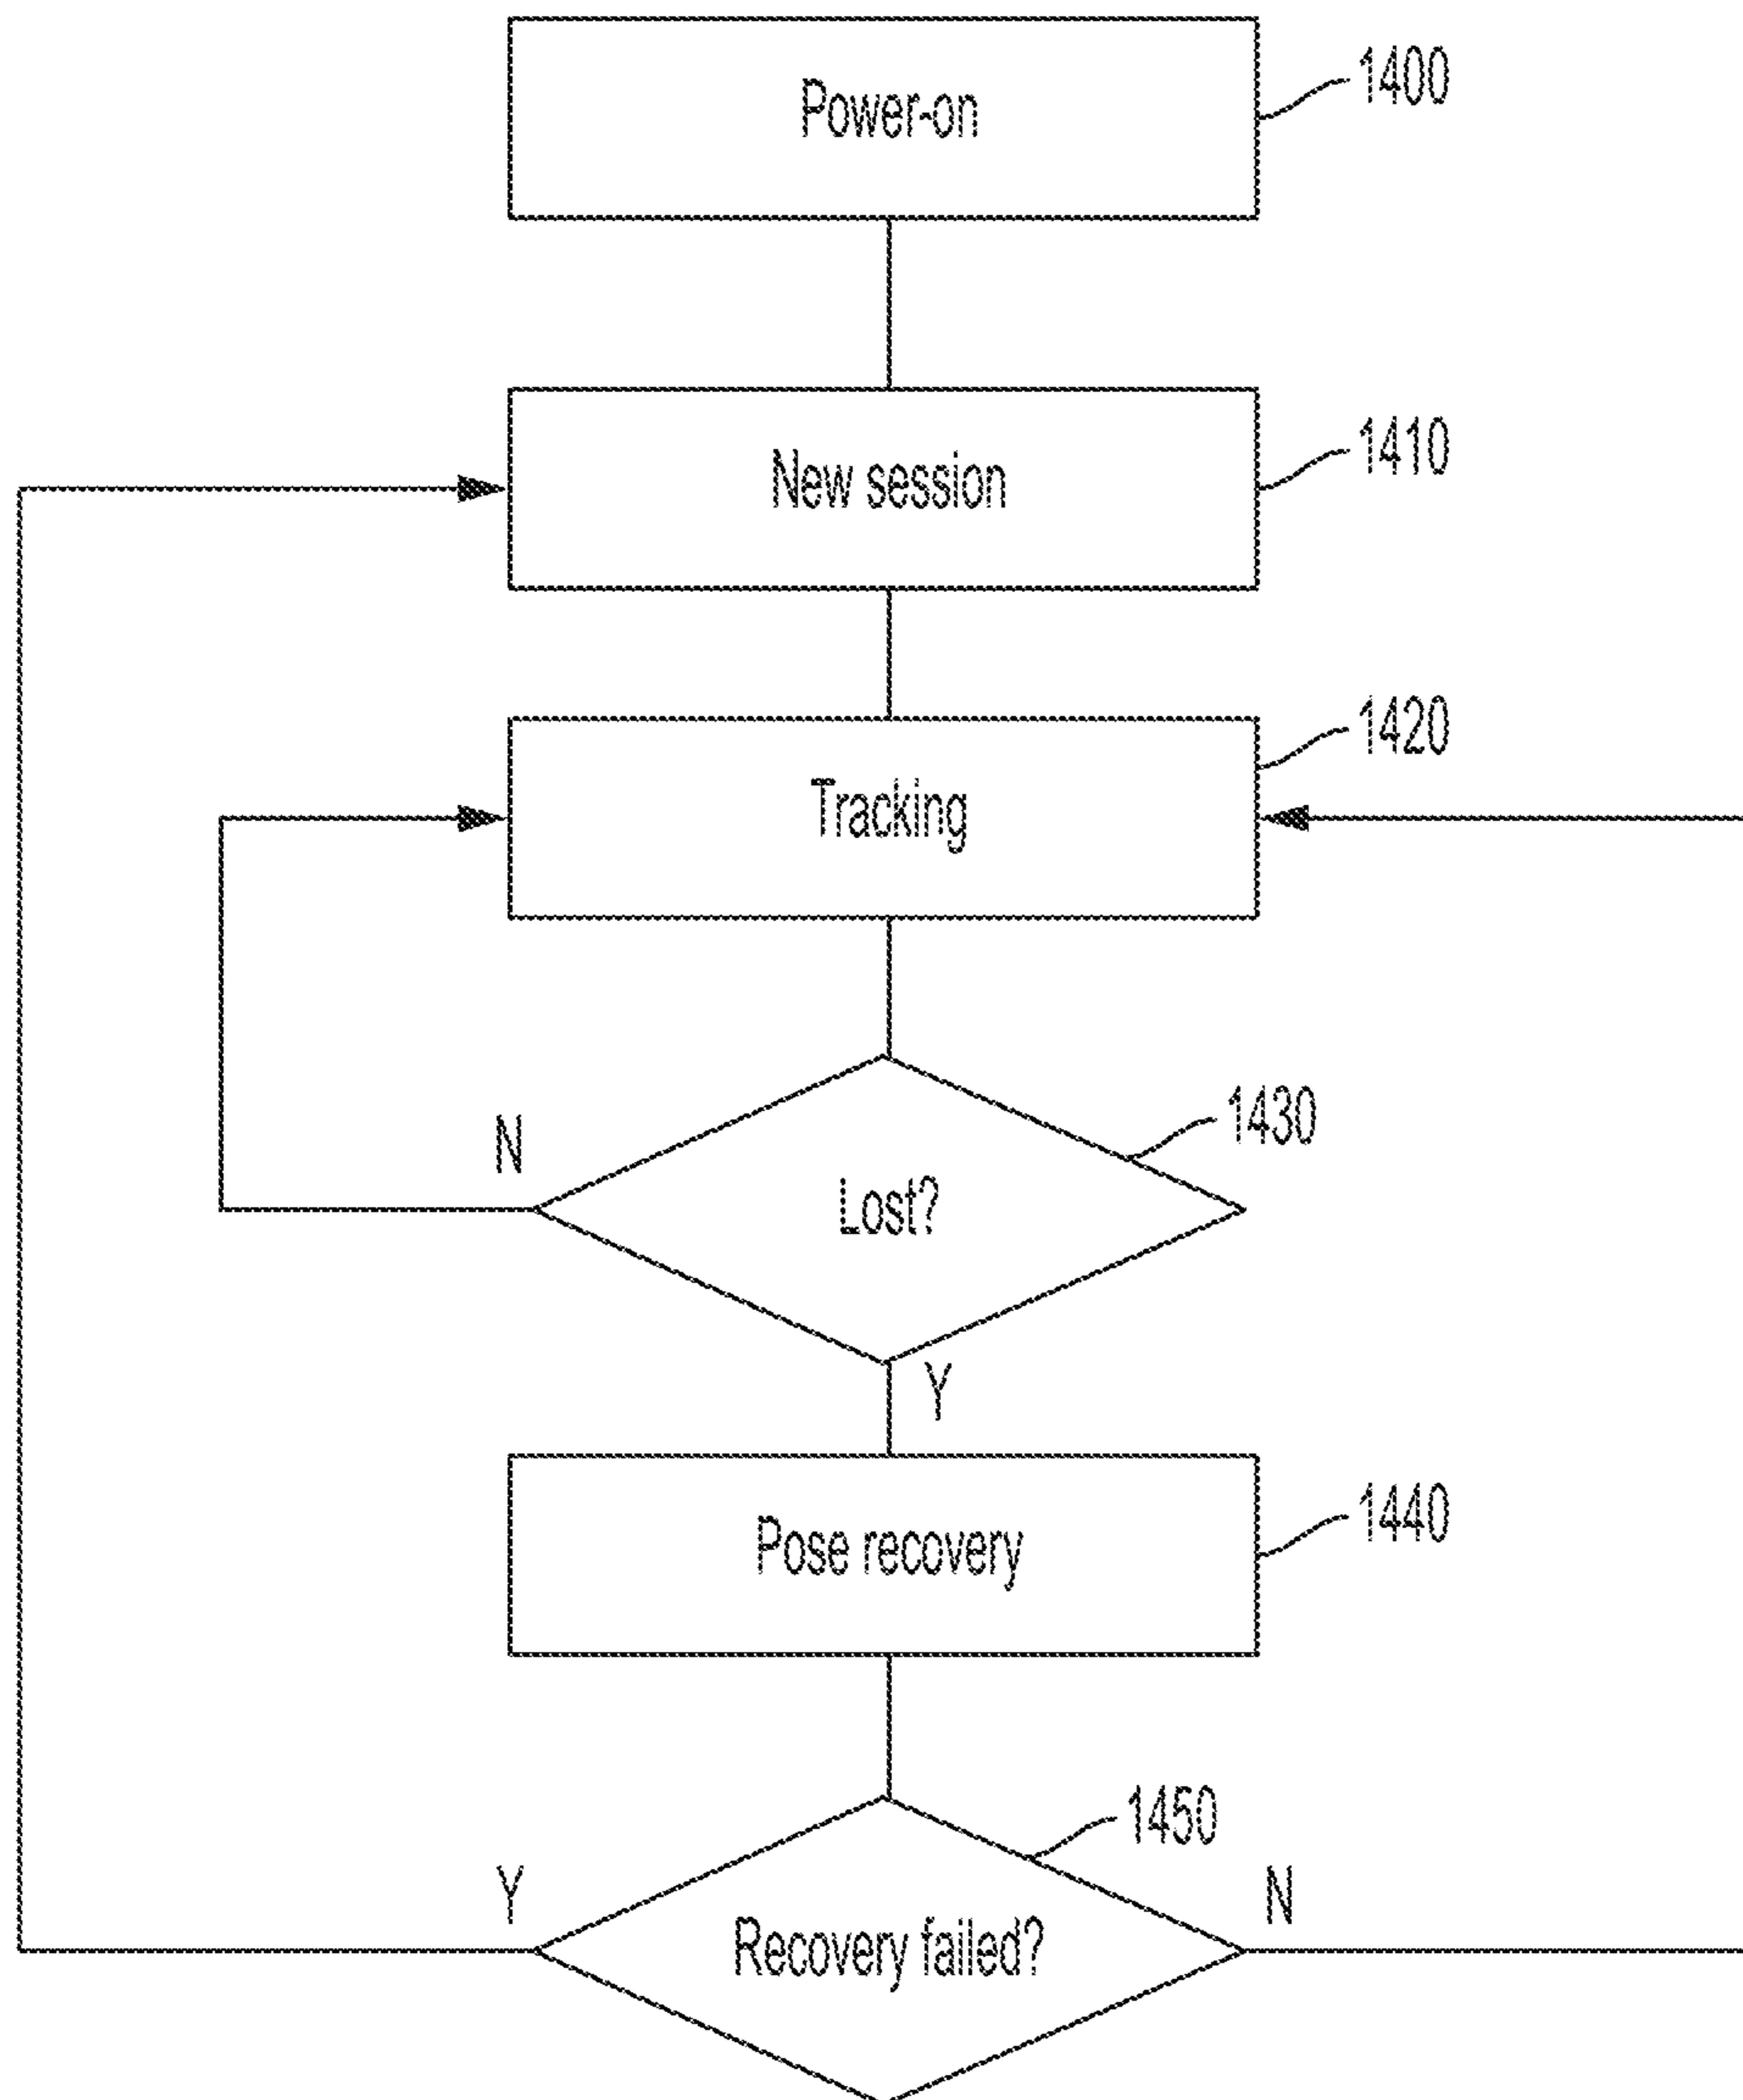 Power-on
1400
New session
1410
1420
Tracking
1430
N
Lost?
Y
Pose recovery
1440
1450
Y
N
Recovery failed?